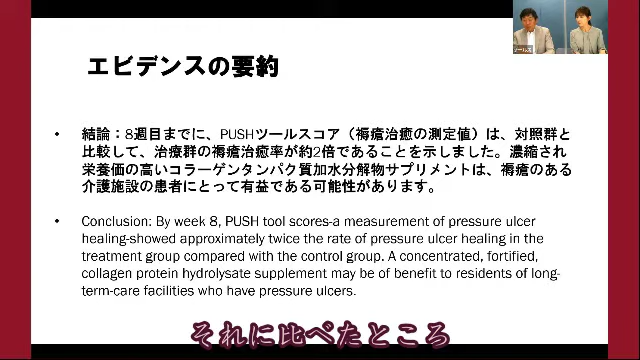 エビデンスの要約
• 結論：8週目までに、PUSHツールスコア（褥瘡治癒の測定値）は、対照群と
比較して、治療群の褥瘡治癒率が約2倍であることを示しました。濃縮され
栄養価の高いコラーゲンタンパク質加水分解物サプリメントは、褥瘡のある
介護施設の患者にとって有益である可能性があります。
• Conclusion: By week 8, PUSH tool scores-a measurement of pressure ulcer
healing-showed approximately twice the rate of pressure ulcer healing in the
treatment group compared with the control group. A concentrated, fortified,
collagen protein hydrolysate supplement may be of benefit to residents of long-
term-care facilities who have pressure ulcers.
それに比べたところ